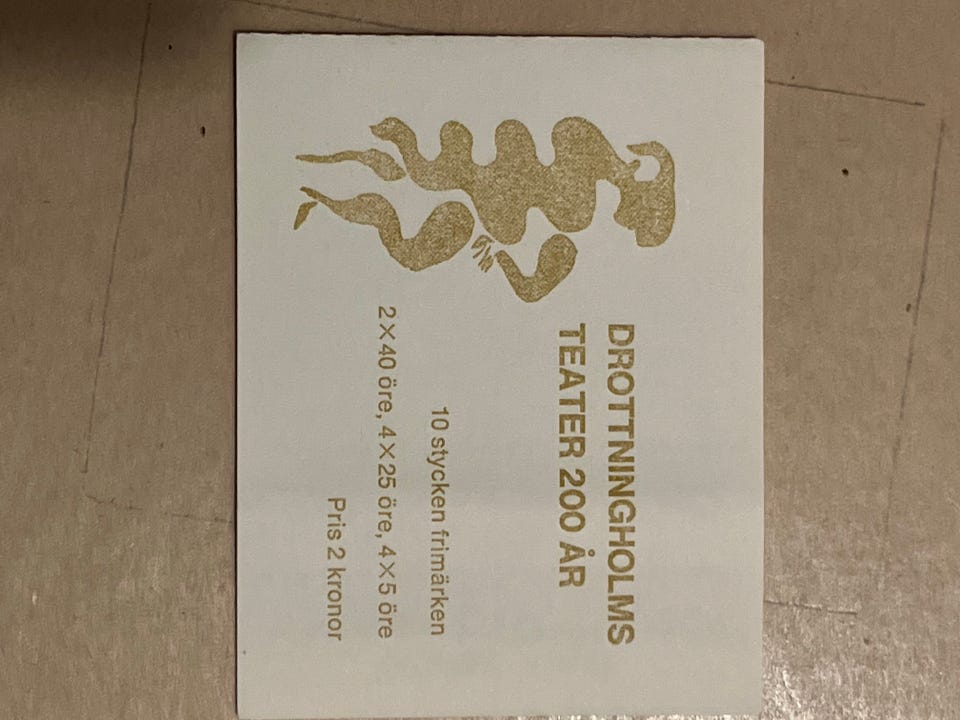 DROTTNINGHOLMS
TEATER 200 ÅR
10 stycken frimärken
2 × 40 öre, 4 × 25 öre, 4 × 5 öre
Pris 2 kronor